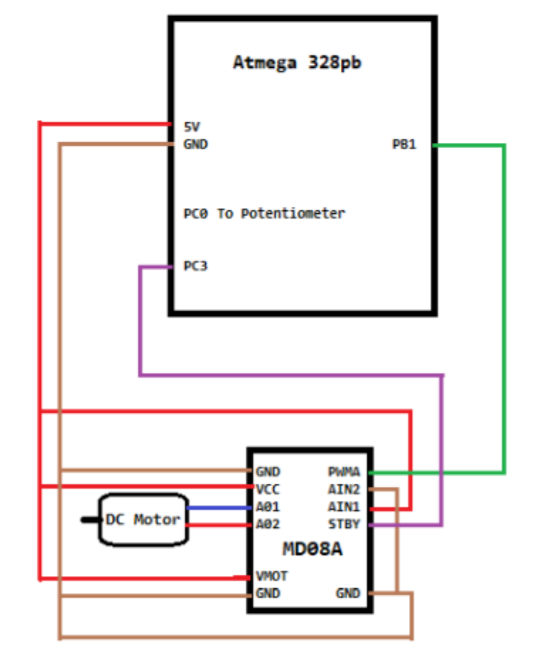 Atmega 328pb
5V
GND
PB1
PC0 To Potentiometer
PC3
GND PWMA
VCC AIN2
A01 AIN1
DC Motor
A02 STBY
MD08A
VMOT
GND GND